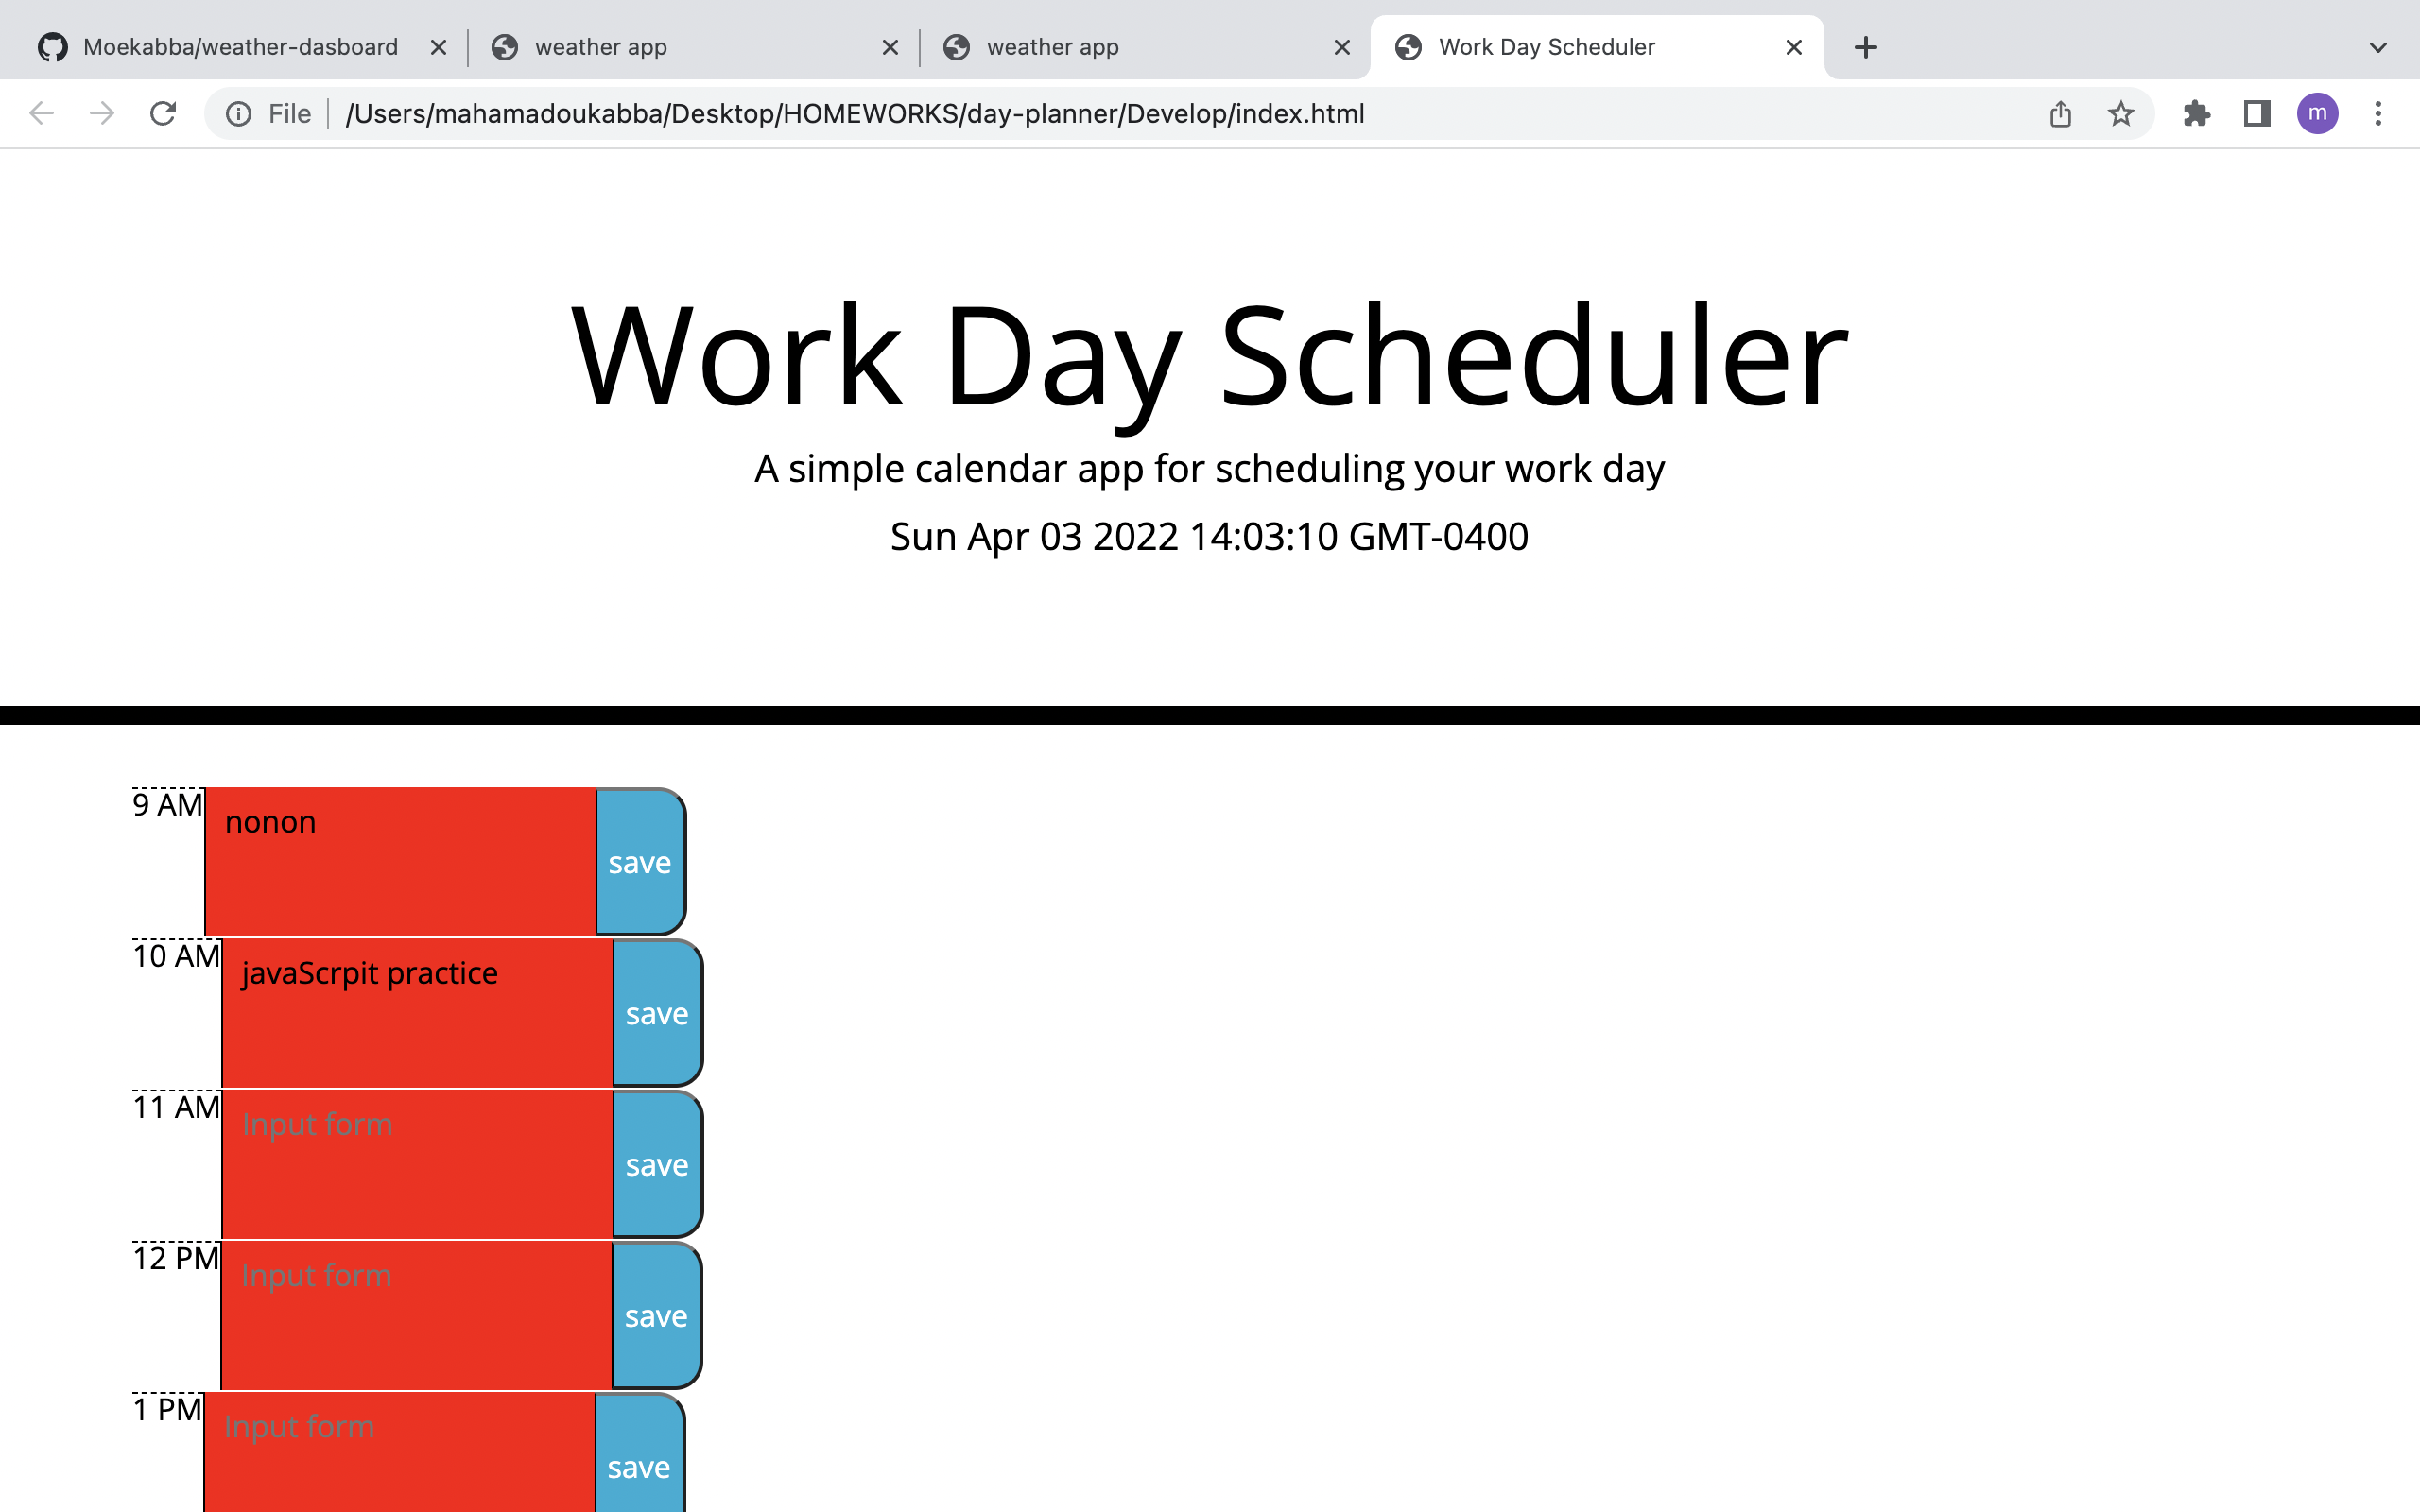 Moekabba/weather-dasboard weather app weather app Work Day Scheduler
File /Users/mahamadoukabba/Desktop/HOMEWORKS/day-planner/Develop/index.html m
Work Day Scheduler
A simple calendar app for scheduling your work day
Sun Apr 03 2022 14:03:10 GMT-0400
9 AM nonon save
10 AM javaScrpit practice save
11 AM Input form save
12 PM Input form save
1 PM Input form save